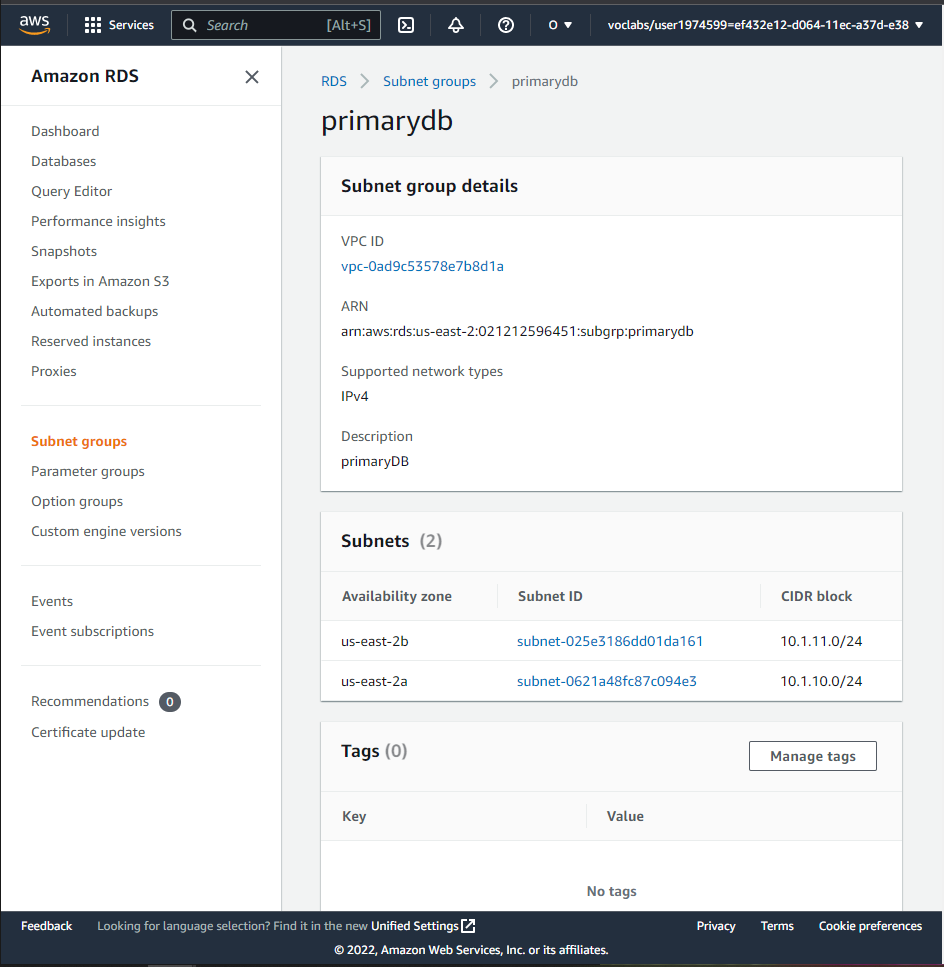 aws Services Search [Alt+S] O ▼ voclabs/user1974599=ef432e12-d064-11ec-a37d-e38 ▼
Amazon RDS
Dashboard
Databases
Query Editor
Performance insights
Snapshots
Exports in Amazon S3
Automated backups
Reserved instances
Proxies
Subnet groups
Parameter groups
Option groups
Custom engine versions
Events
Event subscriptions
Recommendations 0
Certificate update
RDS > Subnet groups > primarydb
primarydb
Subnet group details
VPC ID
vpc-0ad9c53578e7b8d1a
ARN
arn:aws:rds:us-east-2:021212596451:subgrp:primarydb
Supported network types
IPv4
Description
primaryDB
Subnets (2)
Availability zone Subnet ID CIDR block
us-east-2b subnet-025e3186dd01da161 10.1.11.0/24
us-east-2a subnet-0621a48fc87c094e3 10.1.10.0/24
Tags (0) Manage tags
Key Value
No tags
Feedback Looking for language selection? Find it in the new Unified Settings Privacy Terms Cookie preferences
© 2022, Amazon Web Services, Inc. or its affiliates.